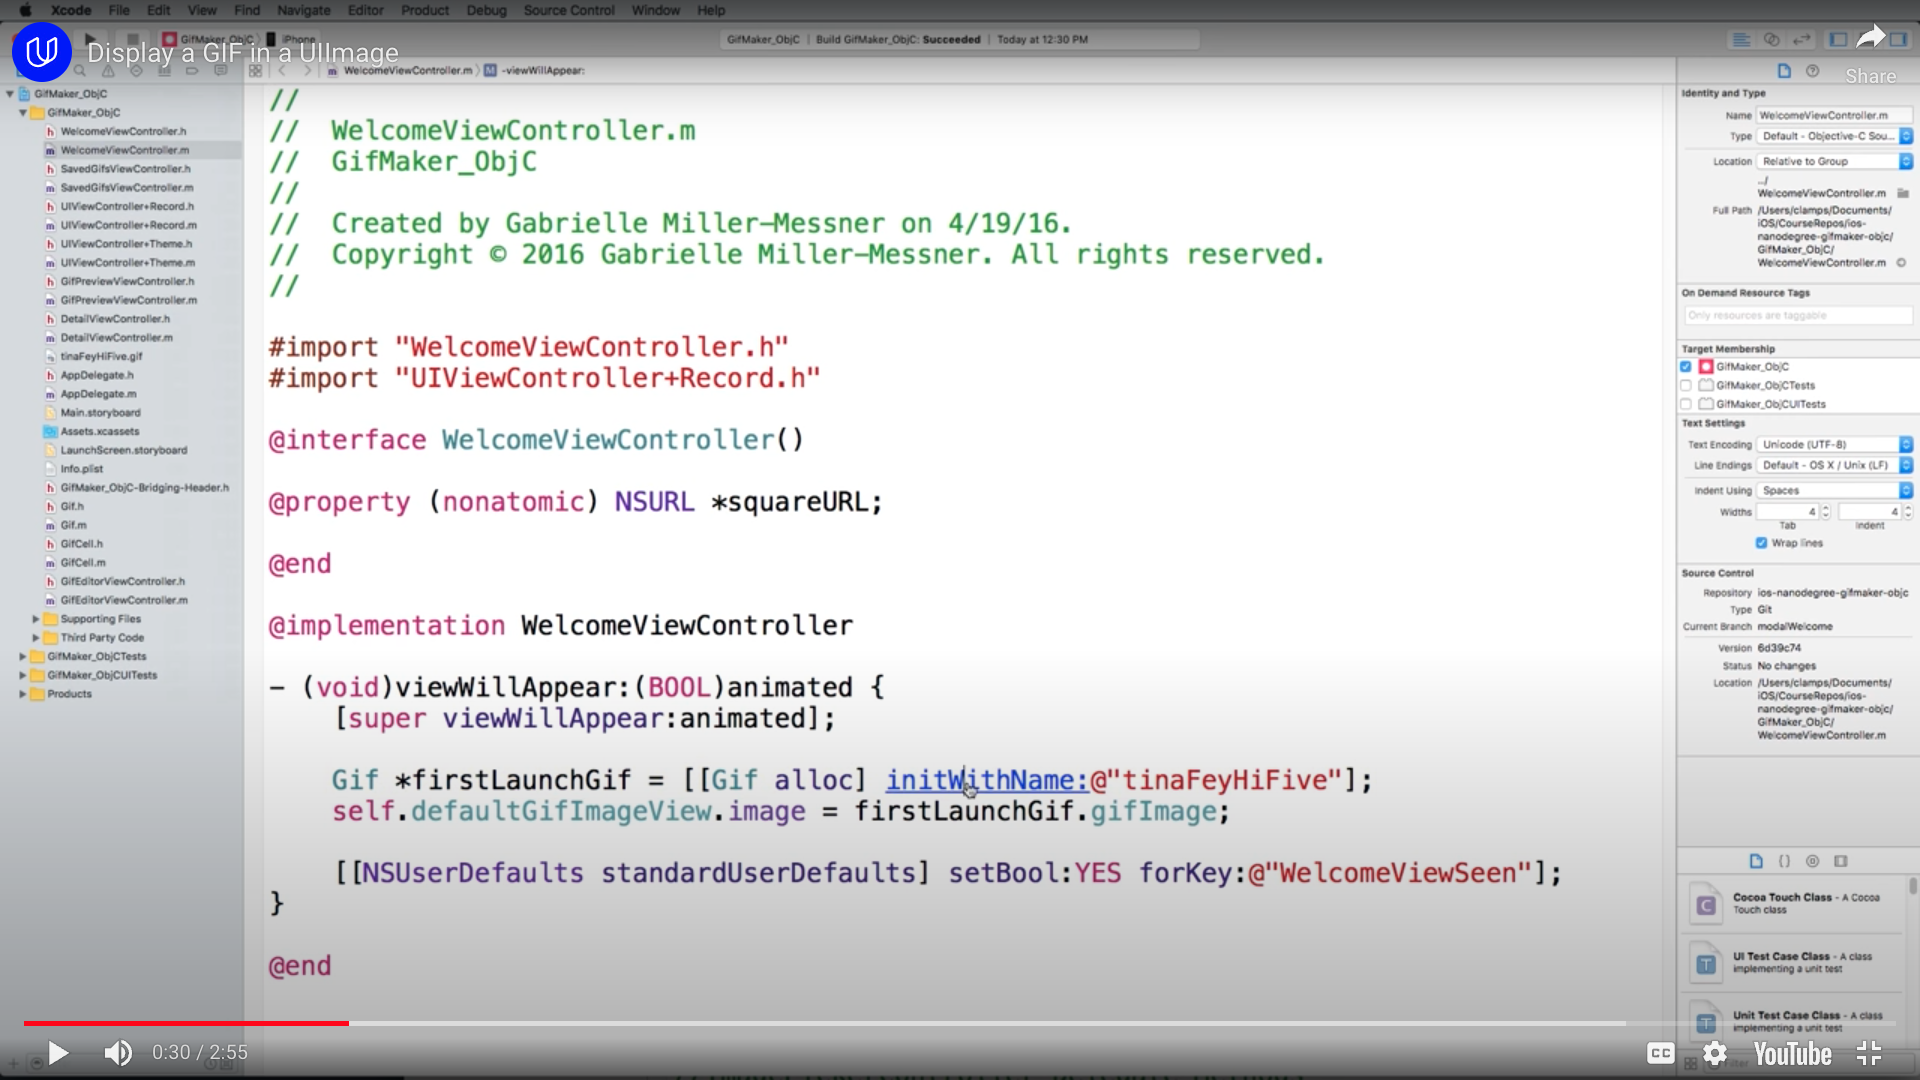 Xcode File Edit View Find Navigate Editor Product Debug Source Control Window Help
GifMaker_ObjC iPhone
GifMaker_ObjC | Build GifMaker_ObjC: Succeeded | Today at 12:30 PM
Display a GIF in a UIImage
Share
WelcomeViewController.m
-viewWillAppear:
GifMaker_ObjC
GifMaker_ObjC
WelcomeViewController.h
WelcomeViewController.m
SavedGifsViewController.h
SavedGifsViewController.m
UIViewController+Record.h
UIViewController+Record.m
UIViewController+Theme.h
UIViewController+Theme.m
GifPreviewViewController.h
GifPreviewViewController.m
DetailViewController.h
DetailViewController.m
tinaFeyHiFive.gif
AppDelegate.h
AppDelegate.m
Main.storyboard
Assets.xcassets
LaunchScreen.storyboard
Info.plist
GifMaker_ObjC-Bridging-Header.h
Gif.h
Gif.m
GifCell.h
GifCell.m
GifEditorViewController.h
GifEditorViewController.m
Supporting Files
Third Party Code
GifMaker_ObjCTests
GifMaker_ObjCUITests
Products
//
// WelcomeViewController.m
// GifMaker_ObjC
//
// Created by Gabrielle Miller-Messner on 4/19/16.
// Copyright © 2016 Gabrielle Miller-Messner. All rights reserved.
//
#import "WelcomeViewController.h"
#import "UIViewController+Record.h"
@interface WelcomeViewController()
@property (nonatomic) NSURL *squareURL;
@end
@implementation WelcomeViewController
- (void)viewWillAppear:(BOOL)animated {
[super viewWillAppear:animated];
Gif *firstLaunchGif = [[Gif alloc] initWithName:@"tinaFeyHiFive"];
self.defaultGifImageView.image = firstLaunchGif.gifImage;
[[NSUserDefaults standardUserDefaults] setBool:YES forKey:@"WelcomeViewSeen"];
}
@end
Identity and Type
Name WelcomeViewController.m
Type Default - Objective-C Sou...
Location Relative to Group
../
WelcomeViewController.m
Full Path /Users/clamps/Documents/
iOS/CourseRepos/ios-
nanodegree-gifmaker-objc/
GifMaker_ObjC/
WelcomeViewController.m
On Demand Resource Tags
Only resources are taggable
Target Membership
GifMaker_ObjC
GifMaker_ObjCTests
GifMaker_ObjCUITests
Text Settings
Text Encoding Unicode (UTF-8)
Line Endings Default - OS X / Unix (LF)
Indent Using Spaces
Widths 4 4
Tab Indent
Wrap lines
Source Control
Repository ios-nanodegree-gifmaker-objc
Type Git
Current Branch modalWelcome
Version 6d39c74
Status No changes
Location /Users/clamps/Documents/
iOS/CourseRepos/ios-
nanodegree-gifmaker-objc/
GifMaker_ObjC/
WelcomeViewController.m
Cocoa Touch Class - A Cocoa
Touch class
UI Test Case Class - A class
implementing a unit test
Unit Test Case Class - A class
implementing a unit test
0:30 / 2:55
CC
YouTube